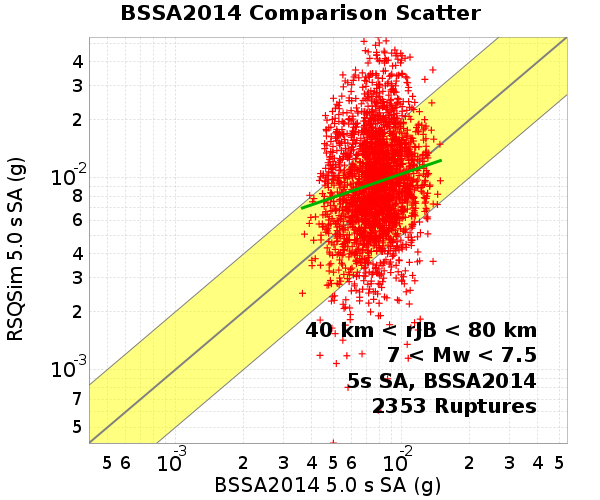 BSSA2014 Comparison Scatter
RSQSim 5.0 s SA (g)
4
3
2
10-2
8
6
4
3
2
10-3
7
5
40 km < rJB < 80 km
7 < Mw < 7.5
5s SA, BSSA2014
2353 Ruptures
5 6 10-3 2 3 4 5 6 10-2 2 3 4 5
BSSA2014 5.0 s SA (g)